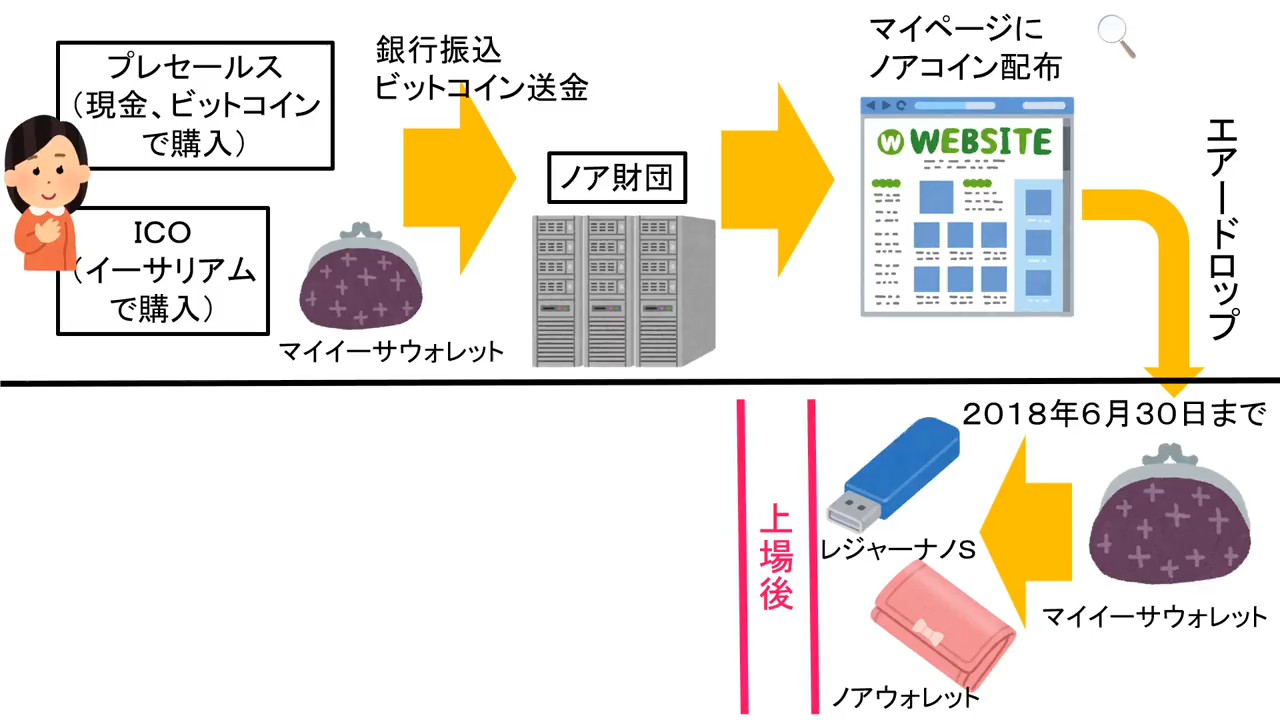 プレセールス
（現金、ビットコイン
で購入）
ICO
（イーサリアム
で購入）
マイイーサウォレット
銀行振込
ビットコイン送金
ノア財団
マイページに
ノアコイン配布
W WEBSITE
エアードロップ
2018年6月30日まで
マイイーサウォレット
レジャーナノS
ノアウォレット
上場後